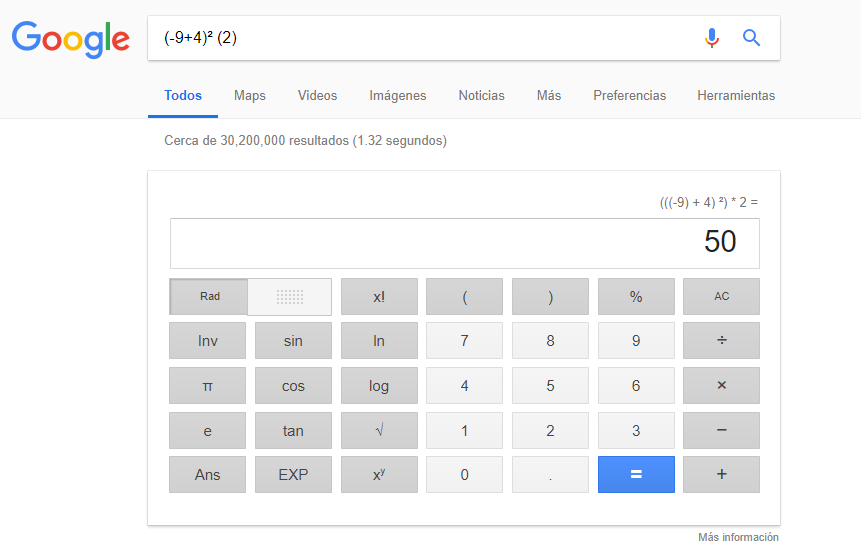 Google
(-9+4)² (2)
Todos Maps Videos Imágenes Noticias Más Preferencias Herramientas
Cerca de 30,200,000 resultados (1.32 segundos)
(((-9) + 4) ²) * 2 =
50
Rad x! ( ) % AC
Inv sin ln 7 8 9 ÷
π cos log 4 5 6 ×
e tan √ 1 2 3 −
Ans EXP xʸ 0 . = +
Más información